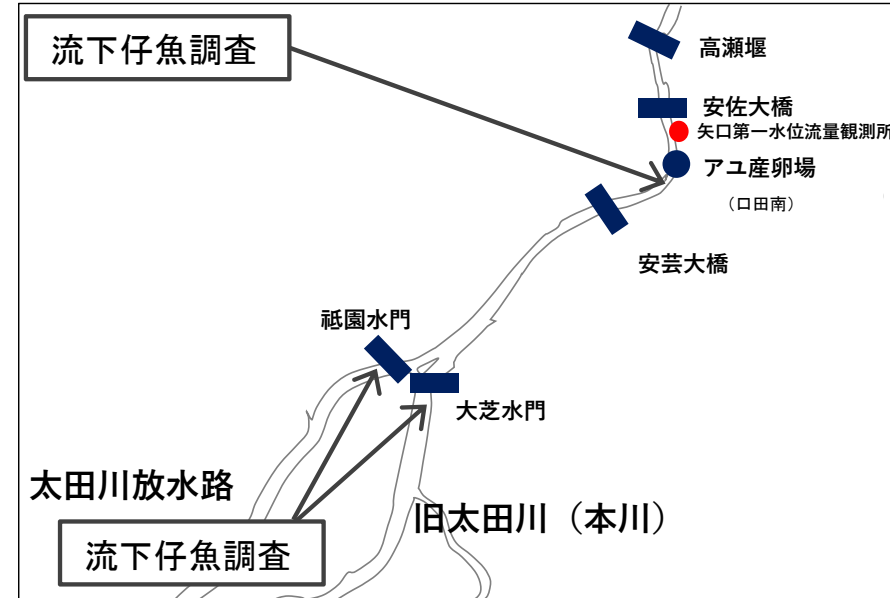 流下仔魚調査
高瀬堰
安佐大橋
矢口第一水位流量観測所
アユ産卵場
（口田南）
安芸大橋
祇園水門
大芝水門
太田川放水路
旧太田川（本川）
流下仔魚調査